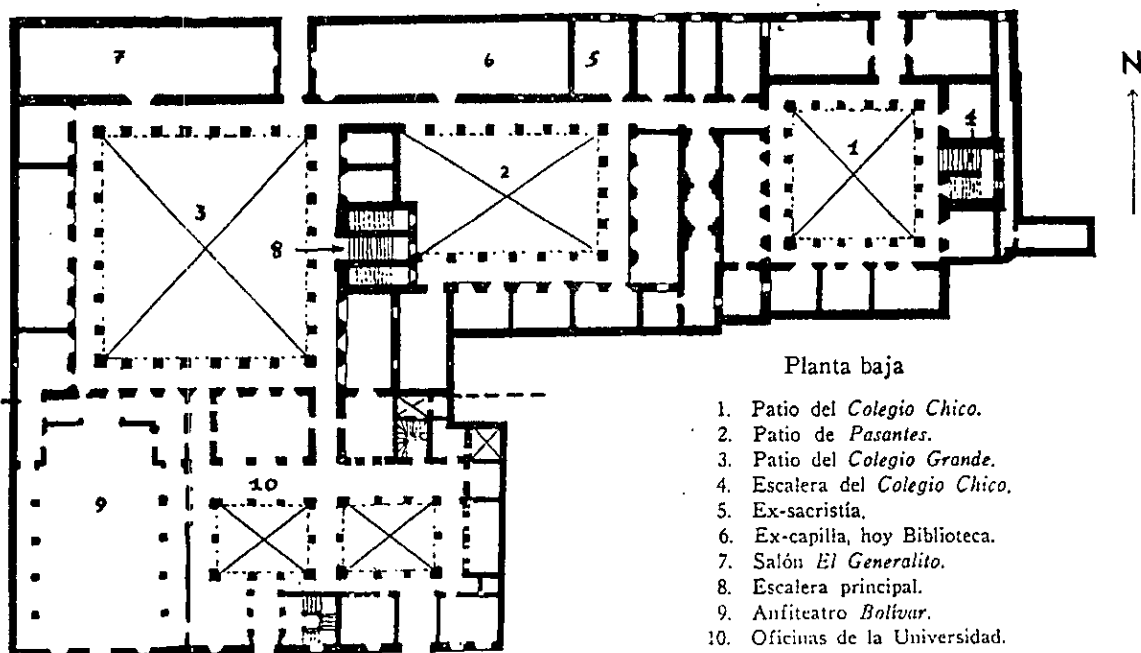 7
6
5
N
4
1
2
3
8
9
10
Planta baja
1. Patio del Colegio Chico.
2. Patio de Pasantes.
3. Patio del Colegio Grande.
4. Escalera del Colegio Chico.
5. Ex-sacristía.
6. Ex-capilla, hoy Biblioteca.
7. Salón El Generalito.
8. Escalera principal.
9. Anfiteatro Bolívar.
10. Oficinas de la Universidad.